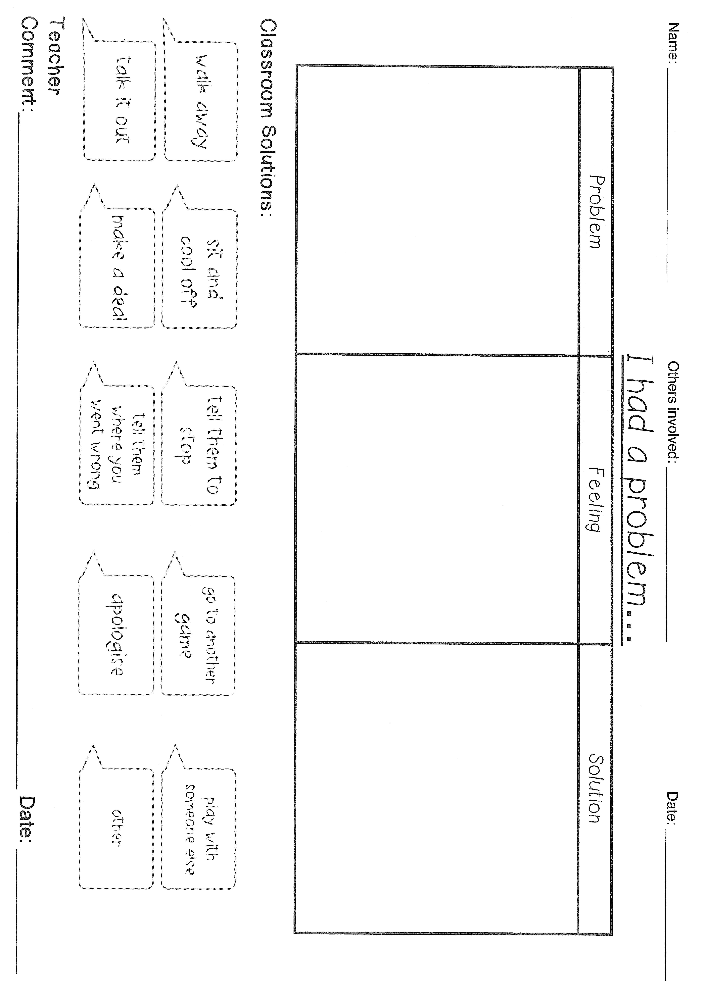 Name: Others involved: Date:
I had a problem...
Problem Feeling Solution
Classroom Solutions:
walk away
sit and
cool off
tell them to
stop
go to another
game
play with
someone else
talk it out
make a deal
tell them
where you
went wrong
apologise
other
Teacher
Comment: Date: